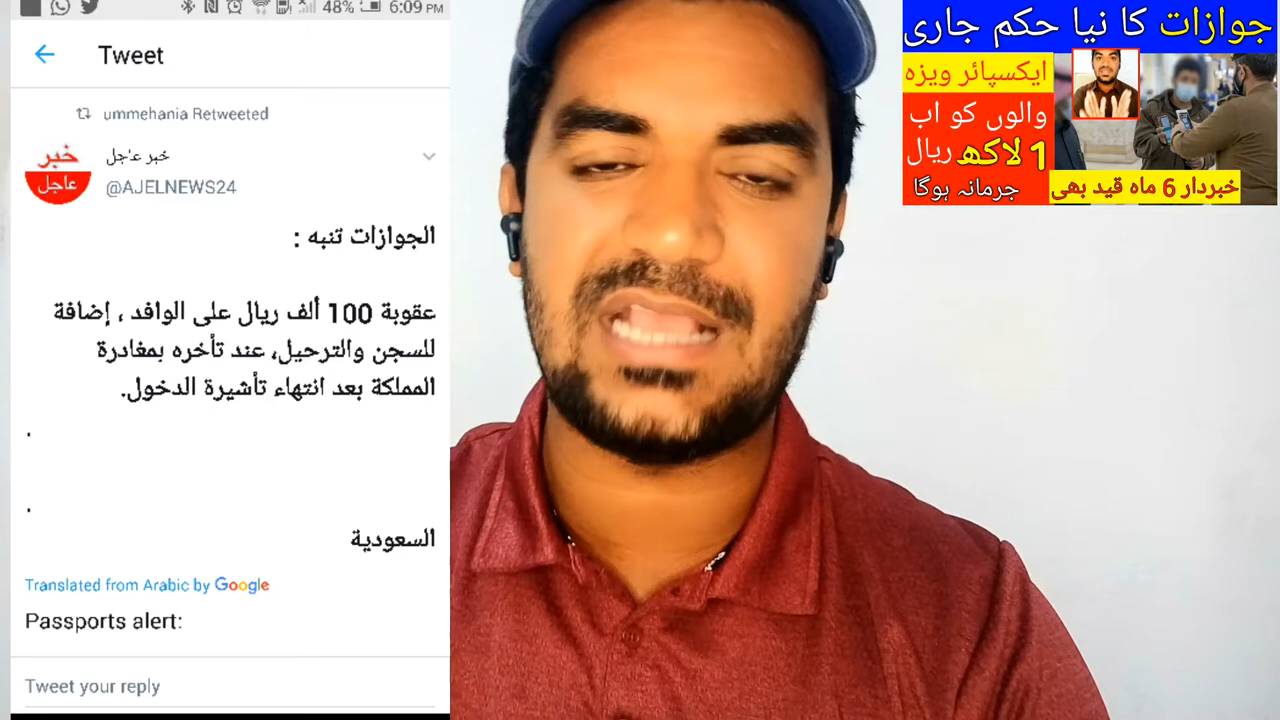 48% 6:09 PM
Tweet
ummehania Retweeted
خبر عاجل
خبر
عاجل
@AJELNEWS24
الجوازات تنبه :
عقوبة 100 ألف ريال على الوافد ، إضافة
للسجن والترحيل، عند تأخره بمغادرة
المملكة بعد انتهاء تأشيرة الدخول.
.
.
السعودية
Translated from Arabic by Google
Passports alert:
Tweet your reply
جوازات کا نیا حکم جاری
ایکسپائر ویزہ
والوں کو اب
1 لاکھ ریال
جرمانہ ہوگا
خبردار 6 ماہ قید بھی